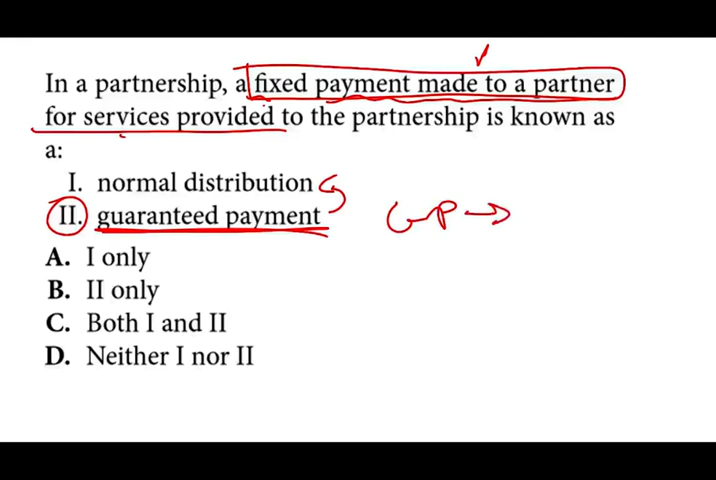 In a partnership, a fixed payment made to a partner
for services provided to the partnership is known as
a:
I. normal distribution
II. guaranteed payment GP →
A. I only
B. II only
C. Both I and II
D. Neither I nor II